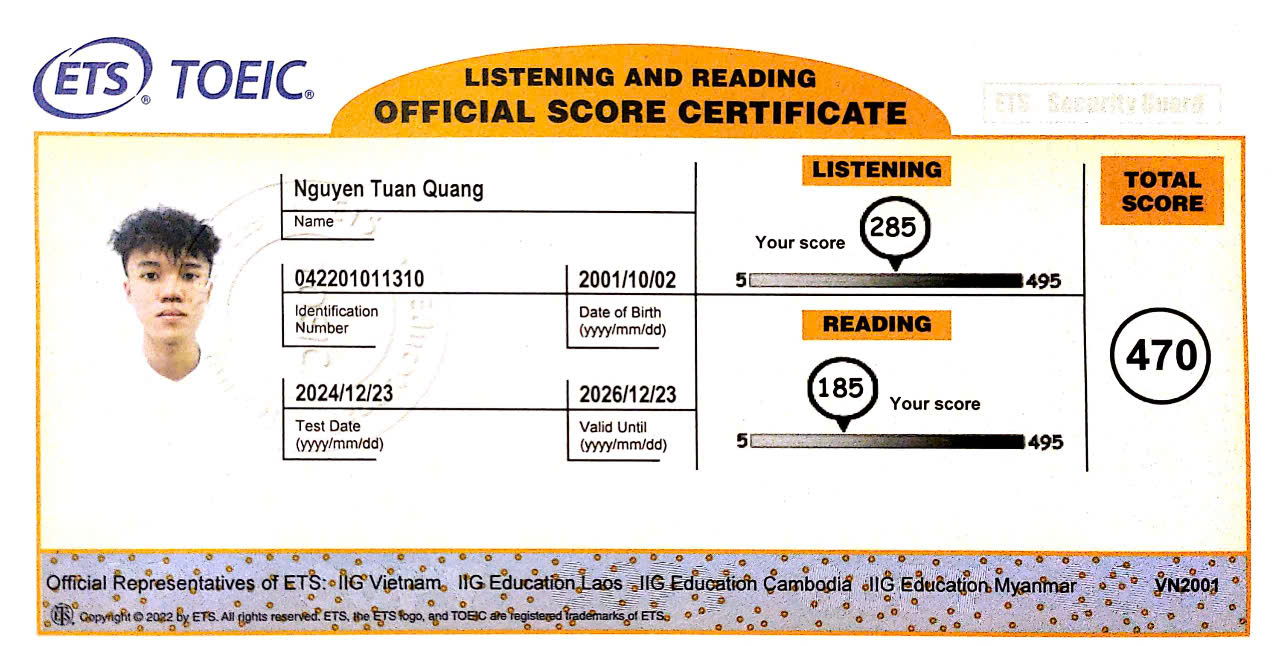 ETS® TOEIC®
LISTENING AND READING
OFFICIAL SCORE CERTIFICATE
ETS Security Guard
Nguyen Tuan Quang
Name
042201011310
Identification
Number
2001/10/02
Date of Birth
(yyyy/mm/dd)
2024/12/23
Test Date
(yyyy/mm/dd)
2026/12/23
Valid Until
(yyyy/mm/dd)
LISTENING
Your score
285
5
495
READING
185
Your score
5
495
TOTAL
SCORE
470
Official Representatives of ETS: IIG Vietnam IIG Education Laos IIG Education Cambodia IIG Education Myanmar VN2001
ETS Copyright © 2022 by ETS. All rights reserved. ETS, the ETS logo, and TOEIC are registered trademarks of ETS.